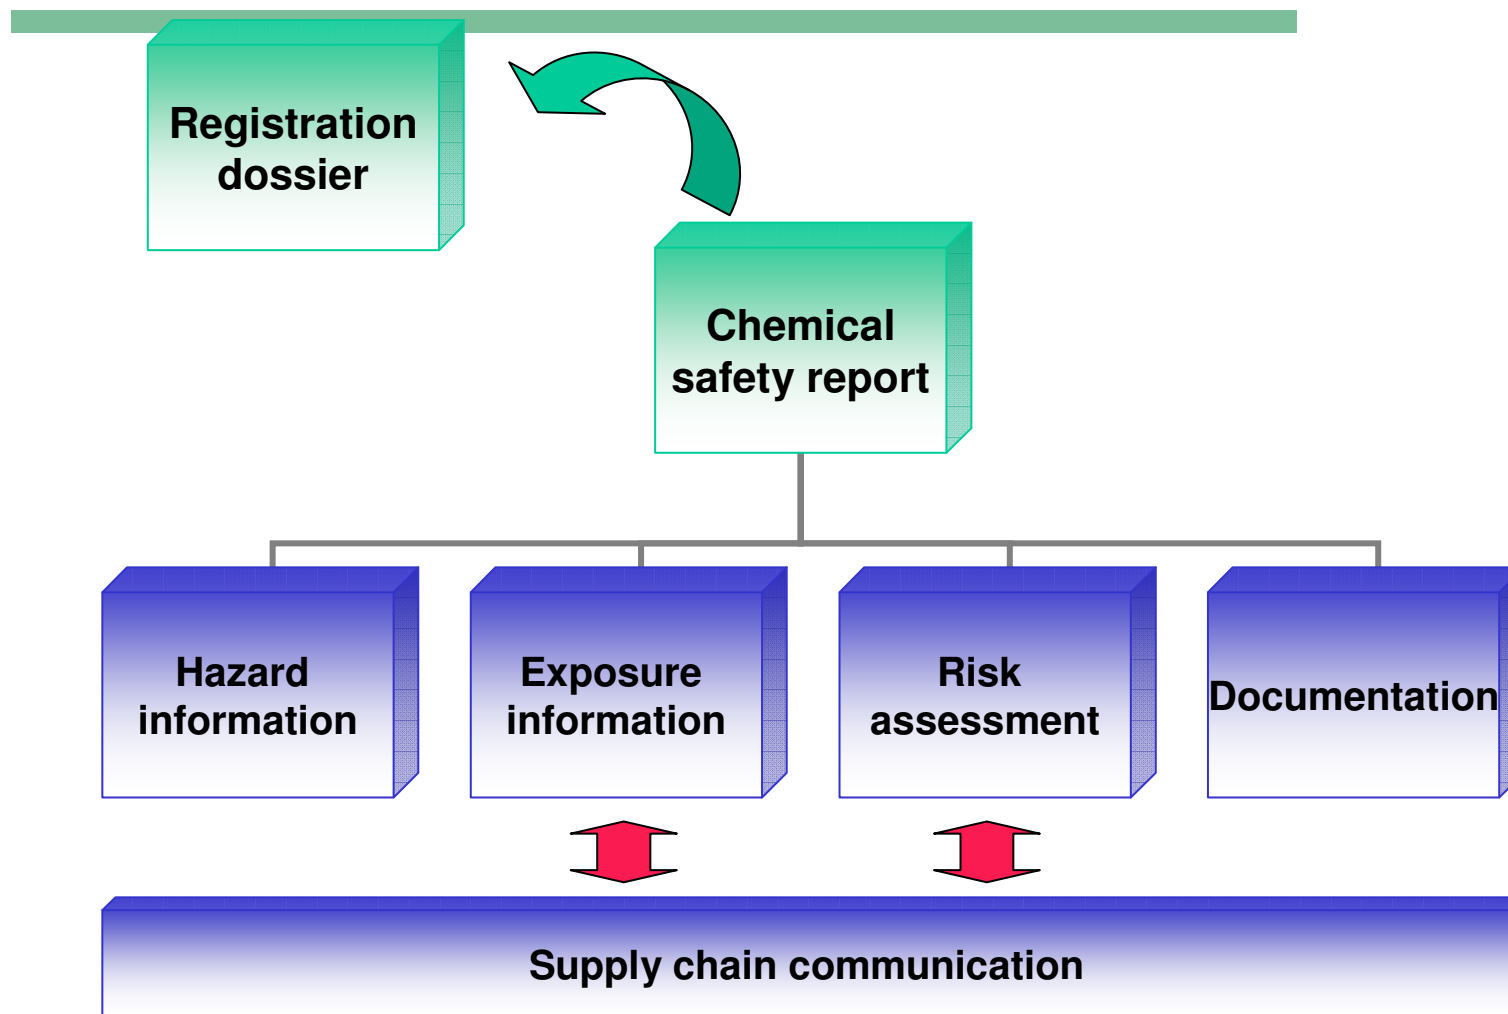 Registration
dossier
Chemical
safety report
Hazard
information
Exposure
information
Risk
assessment
Documentation
Supply chain communication